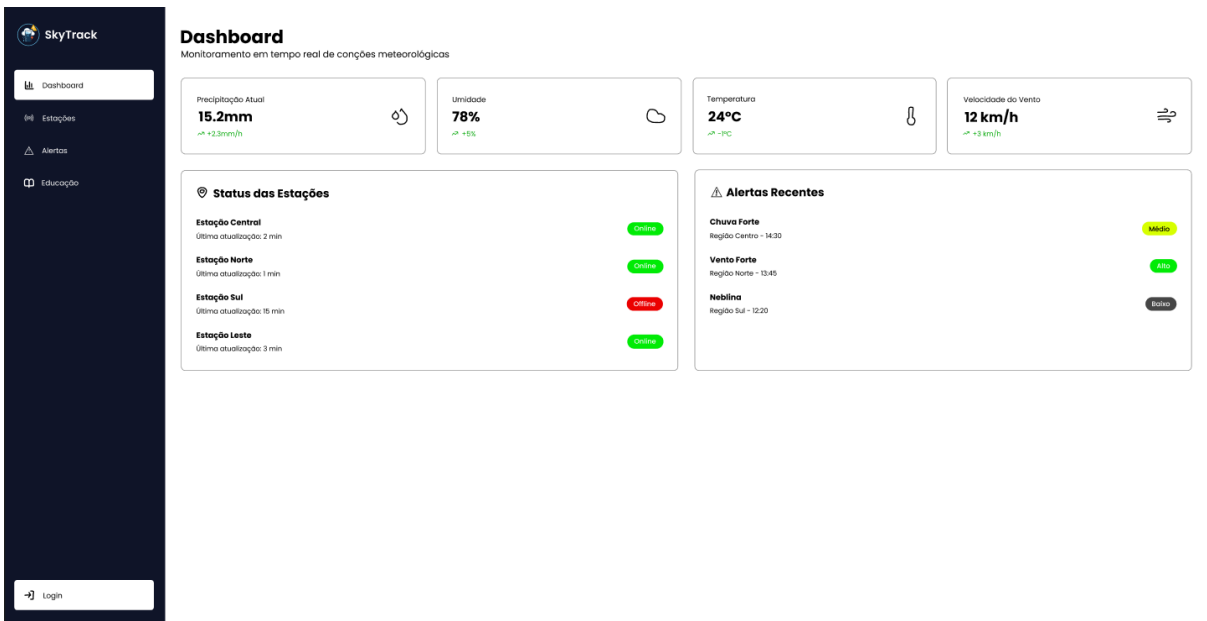 SkyTrack
Dashboard
Estações
Alertas
Educação
Login
Dashboard
Monitoramento em tempo real de conções meteorológicas
Precipitação Atual
15.2mm
+2.3mm/h
Umidade
78%
+5%
Temperatura
24°C
-1°C
Velocidade do Vento
12 km/h
+3 km/h
Status das Estações
Estação Central
Online
Última atualização: 2 min
Estação Norte
Online
Última atualização: 1 min
Estação Sul
Offline
Última atualização: 15 min
Estação Leste
Online
Última atualização: 3 min
Alertas Recentes
Chuva Forte
Médio
Região Centro - 14:30
Vento Forte
Alto
Região Norte - 13:45
Neblina
Baixo
Região Sul - 12:20